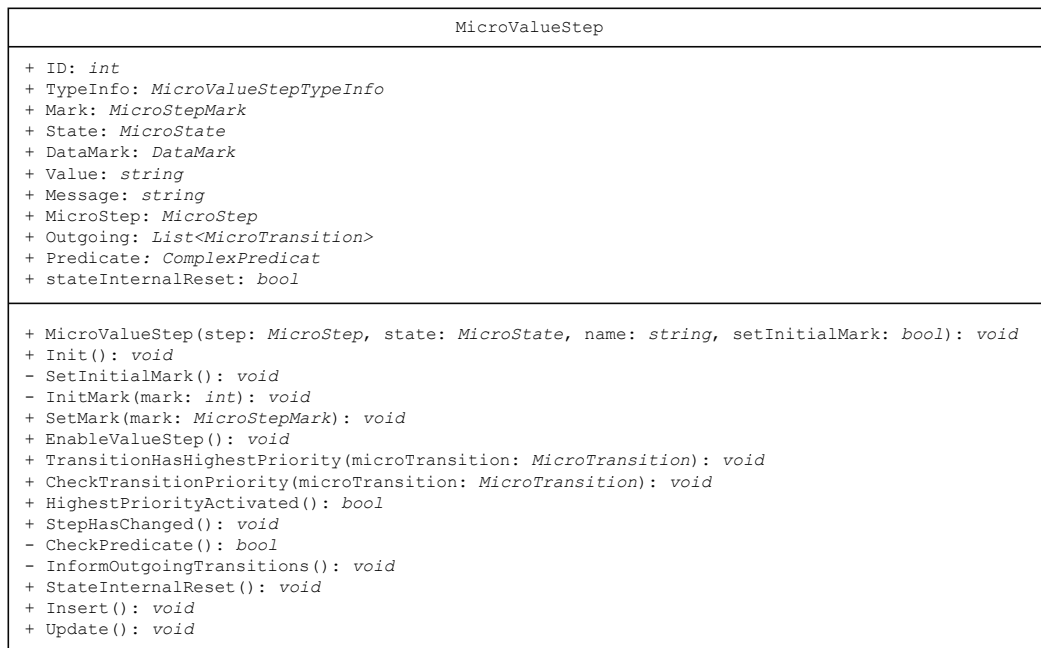 MicroValueStep
+ ID: int
+ TypeInfo: MicroValueStepTypeInfo
+ Mark: MicroStepMark
+ State: MicroState
+ DataMark: DataMark
+ Value: string
+ Message: string
+ MicroStep: MicroStep
+ Outgoing: List<MicroTransition>
+ Predicate: ComplexPredicat
+ stateInternalReset: bool
+ MicroValueStep(step: MicroStep, state: MicroState, name: string, setInitialMark: bool): void
+ Init(): void
- SetInitialMark(): void
- InitMark(mark: int): void
+ SetMark(mark: MicroStepMark): void
+ EnableValueStep(): void
+ TransitionHasHighestPriority(microTransition: MicroTransition): void
+ CheckTransitionPriority(microTransition: MicroTransition): void
+ HighestPriorityActivated(): bool
+ StepHasChanged(): void
- CheckPredicate(): bool
- InformOutgoingTransitions(): void
+ StateInternalReset(): void
+ Insert(): void
+ Update(): void